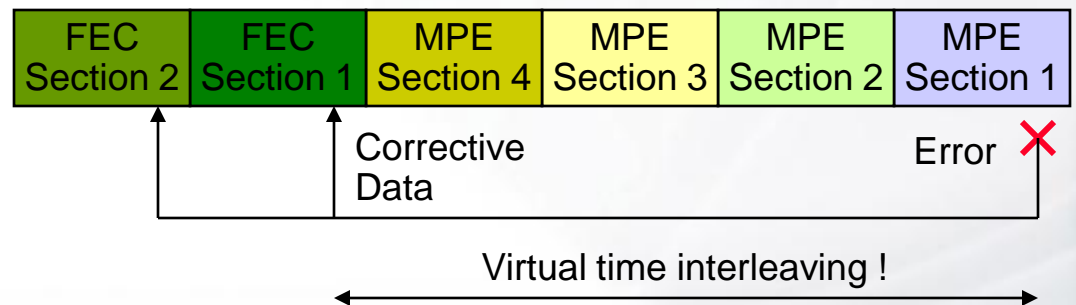 FEC
Section 2
FEC
Section 1
MPE
Section 4
MPE
Section 3
MPE
Section 2
MPE
Section 1
Corrective
Data
Error
Virtual time interleaving !